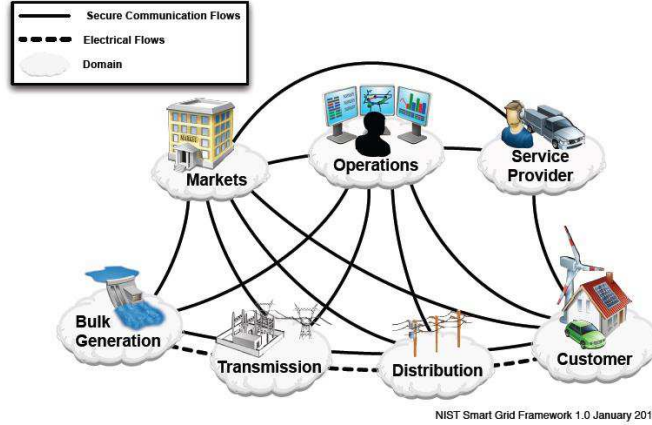 Secure Communication Flows
Electrical Flows
Domain
Markets
Operations
Service
Provider
Bulk
Generation
Transmission
Distribution
Customer
NIST Smart Grid Framework 1.0 January 201